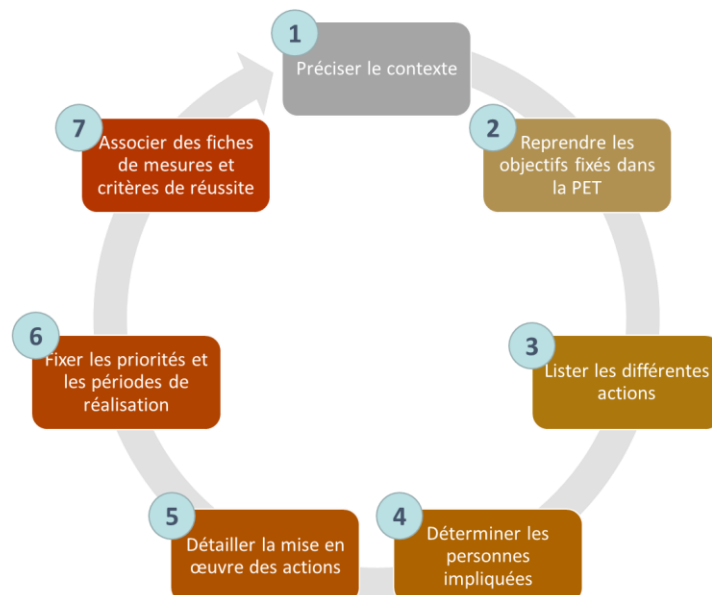 1
Préciser le contexte
2
Reprendre les
objectifs fixés dans
la PET
3
Lister les différentes
actions
4
Déterminer les
personnes
impliquées
5
Détailler la mise en
œuvre des actions
6
Fixer les priorités et
les périodes de
réalisation
7
Associer des fiches
de mesures et
critères de réussite